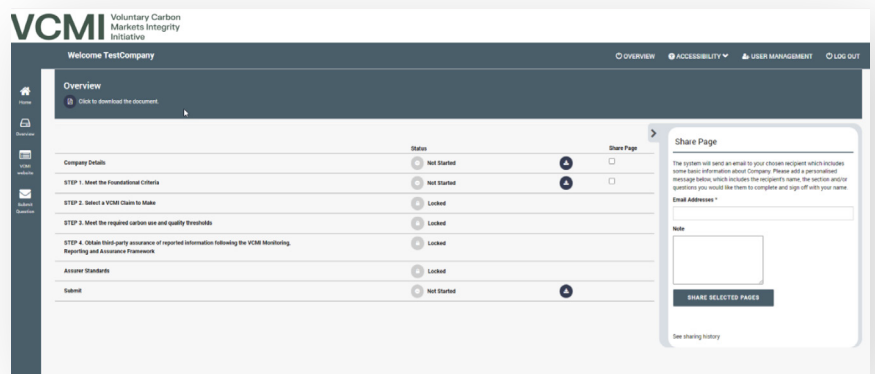 VCMI
Voluntary Carbon
Markets Integrity
Initiative
Welcome TestCompany
OVERVIEW
ACCESSIBILITY
USER MANAGEMENT
LOG OUT
Home
Overview
VCMI
website
Submit
Question
Overview
Click to download the document.
Status
Share Page
Company Details
Not Started
STEP 1. Meet the Foundational Criteria
Not Started
STEP 2. Select a VCMI Claim to Make
Locked
STEP 3. Meet the required carbon use and quality thresholds
Locked
STEP 4. Obtain third-party assurance of reported information following the VCMI Monitoring,
Reporting and Assurance Framework
Locked
Assurer Standards
Locked
Submit
Not Started
Share Page
The system will send an email to your chosen recipient which includes
some basic information about Company. Please add a personalised
message below, which includes the recipient's name, the section and/or
questions you would like them to complete and sign off with your name.
Email Addresses *
Note
SHARE SELECTED PAGES
See sharing history